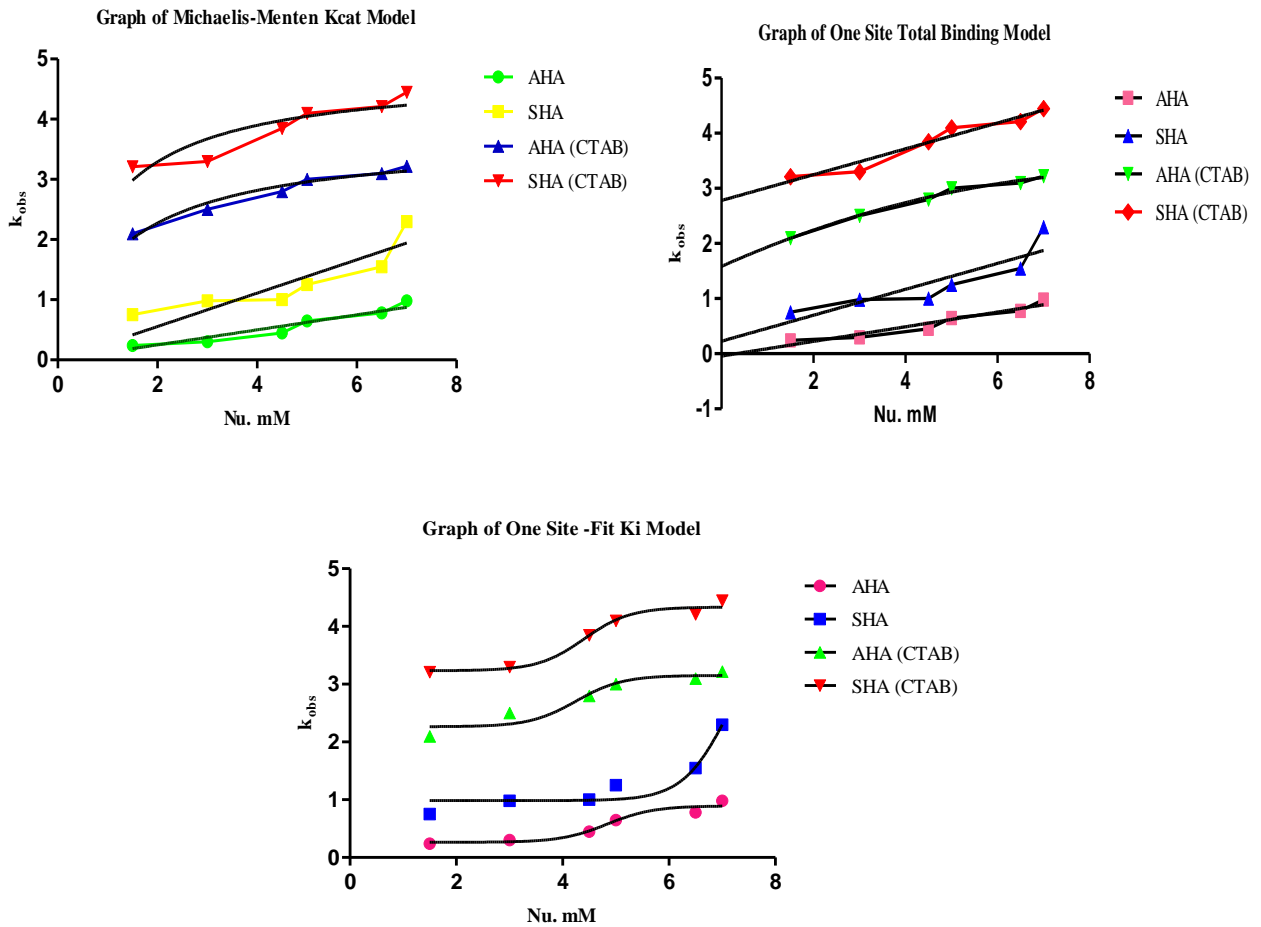 Graph of Michaelis-Menten Kcat Model
5
4
3
2
1
0
kobs
0 2 4 6 8
Nu. mM
AHA
SHA
AHA (CTAB)
SHA (CTAB)
Graph of One Site Total Binding Model
5
4
3
2
1
0
-1
kobs
2 4 6 8
Nu. mM
AHA
SHA
AHA (CTAB)
SHA (CTAB)
Graph of One Site -Fit Ki Model
5
4
3
2
1
0
kobs
0 2 4 6 8
Nu. mM
AHA
SHA
AHA (CTAB)
SHA (CTAB)